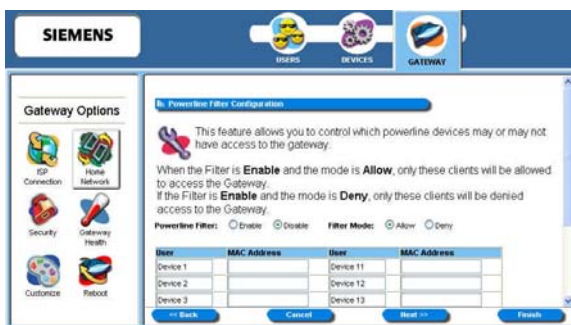 SIEMENS
USERS
DEVICES
GATEWAY
Gateway Options
ISP Connection
Home Network
Security
Gateway Health
Customize
Reboot
Powerline Filter Configuration
This feature allows you to control which powerline devices may or may not
have access to the gateway.
When the Filter is Enable and the mode is Allow, only these clients will be allowed
to access the Gateway.
If the Filter is Enable and the mode is Deny, only these clients will be denied
access to the Gateway.
Powerline Filter: Enable Disable Filter Mode: Allow Deny
User MAC Address User MAC Address
Device 1 Device 11
Device 2 Device 12
Device 3 Device 13
<< Back Cancel Next >> Finish